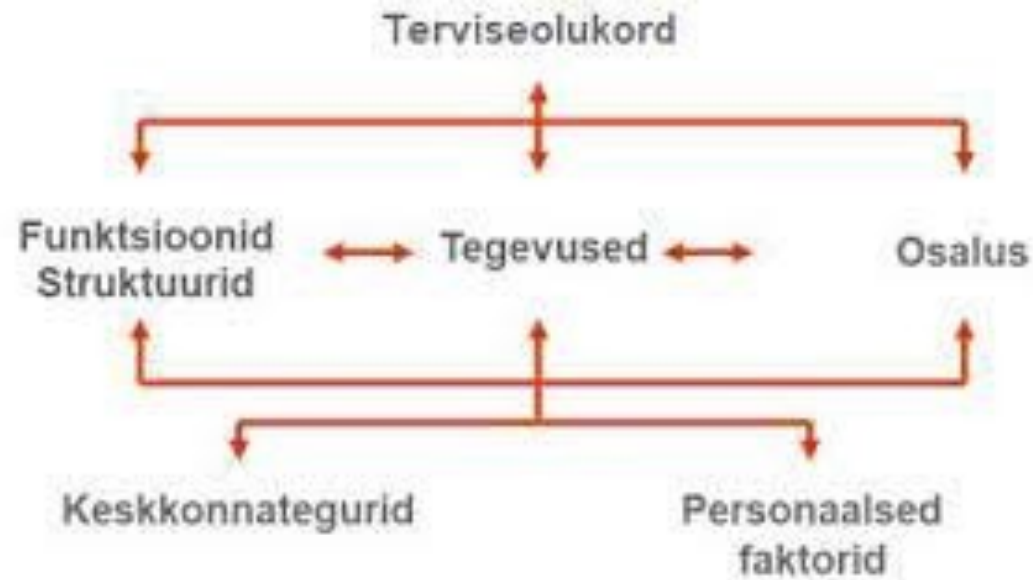 Terviseolukord
Funktsioonid
Struktuurid
Tegevused
Osalus
Keskkonnategurid
Personaalsed
faktorid